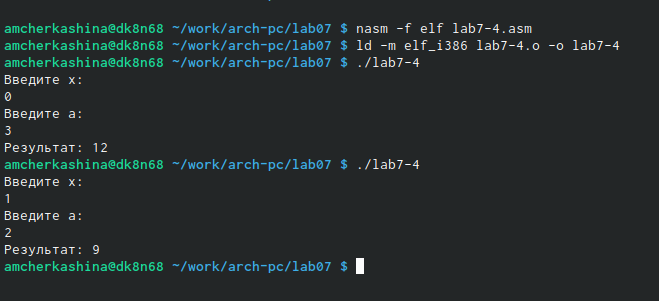 amcherkashina@dk8n68 ~/work/arch-pc/lab07 $ nasm -f elf lab7-4.asm
amcherkashina@dk8n68 ~/work/arch-pc/lab07 $ ld -m elf_i386 lab7-4.o -o lab7-4
amcherkashina@dk8n68 ~/work/arch-pc/lab07 $ ./lab7-4
Введите x:
0
Введите a:
3
Результат: 12
amcherkashina@dk8n68 ~/work/arch-pc/lab07 $ ./lab7-4
Введите x:
1
Введите a:
2
Результат: 9
amcherkashina@dk8n68 ~/work/arch-pc/lab07 $